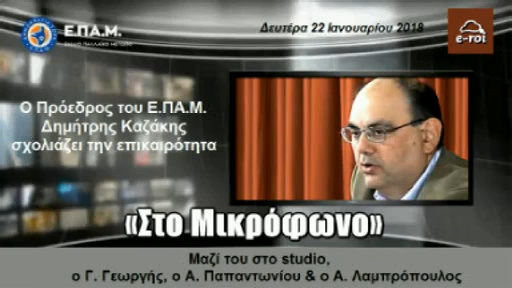 Ε.ΠΑ.Μ.
Δευτέρα 22 Ιανουαρίου 2018
e-roi
Ο Πρόεδρος του Ε.ΠΑ.Μ.
Δημήτρης Καζάκης
σχολιάζει την επικαιρότητα
«Στο Μικρόφωνο»
Μαζί του στο studio,
ο Γ. Γεωργής, ο Α. Παπαντωνίου & ο Α. Λαμπρόπουλος